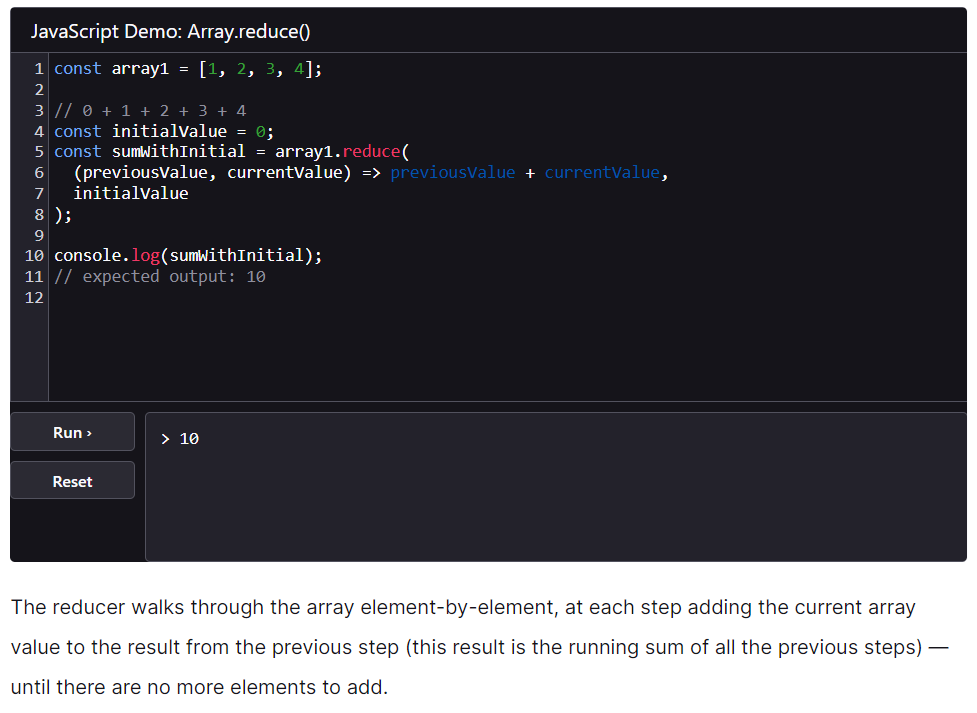 JavaScript Demo: Array.reduce()
1 const array1 = [1, 2, 3, 4];
2
3 // 0 + 1 + 2 + 3 + 4
4 const initialValue = 0;
5 const sumWithInitial = array1.reduce(
6   (previousValue, currentValue) => previousValue + currentValue,
7   initialValue
8 );
9
10 console.log(sumWithInitial);
11 // expected output: 10
12
Run ›
> 10
Reset
The reducer walks through the array element-by-element, at each step adding the current array
value to the result from the previous step (this result is the running sum of all the previous steps) —
until there are no more elements to add.